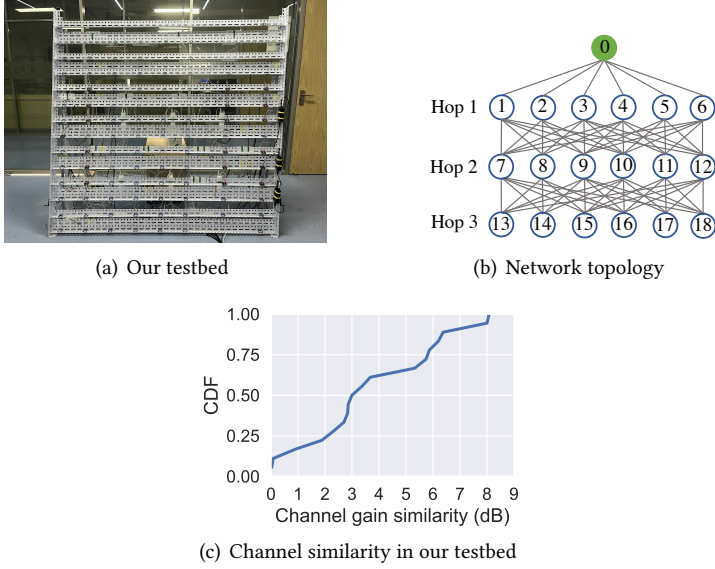 (a) Our testbed
0
Hop 1 1 2 3 4 5 6
Hop 2 7 8 9 10 11 12
Hop 3 13 14 15 16 17 18
(b) Network topology
1.00
0.75
0.50
0.25
0.00
CDF
0 1 2 3 4 5 6 7 8 9
Channel gain similarity (dB)
(c) Channel similarity in our testbed